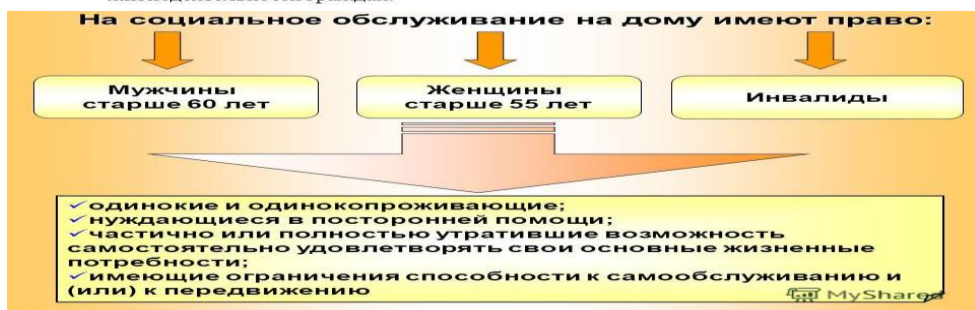 На социальное обслуживание на дому имеют право:
Мужчины
старше 60 лет
Женщины
старше 55 лет
Инвалиды
одинокие и одинокопроживающие;
нуждающиеся в посторонней помощи;
частично или полностью утратившие возможность
самостоятельно удовлетворять свои основные жизненные
потребности;
имеющие ограничения способности к самообслуживанию и
(или) к передвижению
MyShared